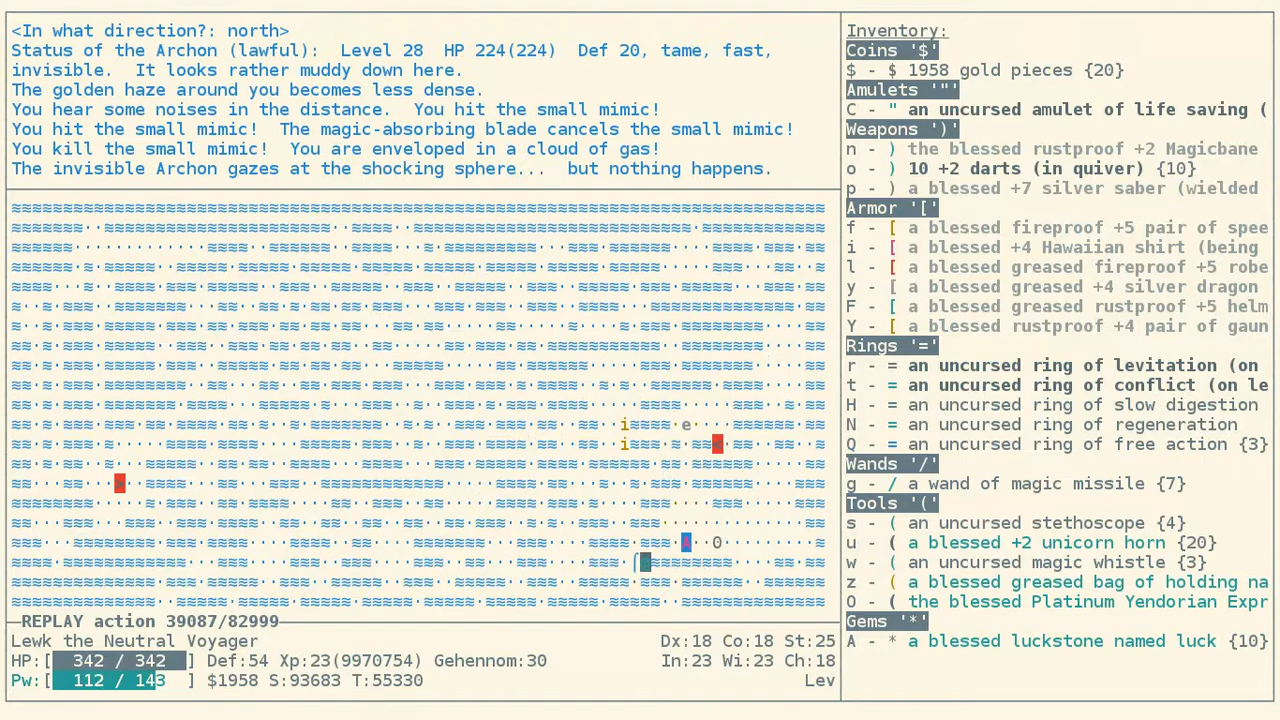 <In what direction?: north>
Status of the Archon (lawful):  Level 28  HP 224(224)  Def 20, tame, fast,
invisible.  It looks rather muddy down here.
The golden haze around you becomes less dense.
You hear some noises in the distance.  You hit the small mimic!
You hit the small mimic!  The magic-absorbing blade cancels the small mimic!
You kill the small mimic!  You are enveloped in a cloud of gas!
The invisible Archon gazes at the shocking sphere...  but nothing happens.
REPLAY action 39087/82999
Lewk the Neutral Voyager Dx:18 Co:18 St:25
HP:[ 342 / 342 ] Def:54 Xp:23(9970754) Gehennom:30 In:23 Wi:23 Ch:18
Pw:[ 112 / 143 ] $1958 S:93683 T:55330 Lev
Inventory:
Coins '$'
$ - $ 1958 gold pieces {20}
Amulets '"'
C - " an uncursed amulet of life saving (
Weapons ')'
n - ) the blessed rustproof +2 Magicbane
o - ) 10 +2 darts (in quiver) {10}
p - ) a blessed +7 silver saber (wielded
Armor '['
f - [ a blessed fireproof +5 pair of spee
i - [ a blessed +4 Hawaiian shirt (being
l - [ a blessed greased fireproof +5 robe
y - [ a blessed greased +4 silver dragon
F - [ a blessed greased rustproof +5 helm
Y - [ a blessed rustproof +4 pair of gaun
Rings '='
r - = an uncursed ring of levitation (on
t - = an uncursed ring of conflict (on le
H - = an uncursed ring of slow digestion
N - = an uncursed ring of regeneration
Q - = an uncursed ring of free action {3}
Wands '/'
g - / a wand of magic missile {7}
Tools '('
s - ( an uncursed stethoscope {4}
u - ( a blessed +2 unicorn horn {20}
w - ( an uncursed magic whistle {3}
z - ( a blessed greased bag of holding na
O - ( the blessed Platinum Yendorian Expr
Gems '*'
A - * a blessed luckstone named luck {10}